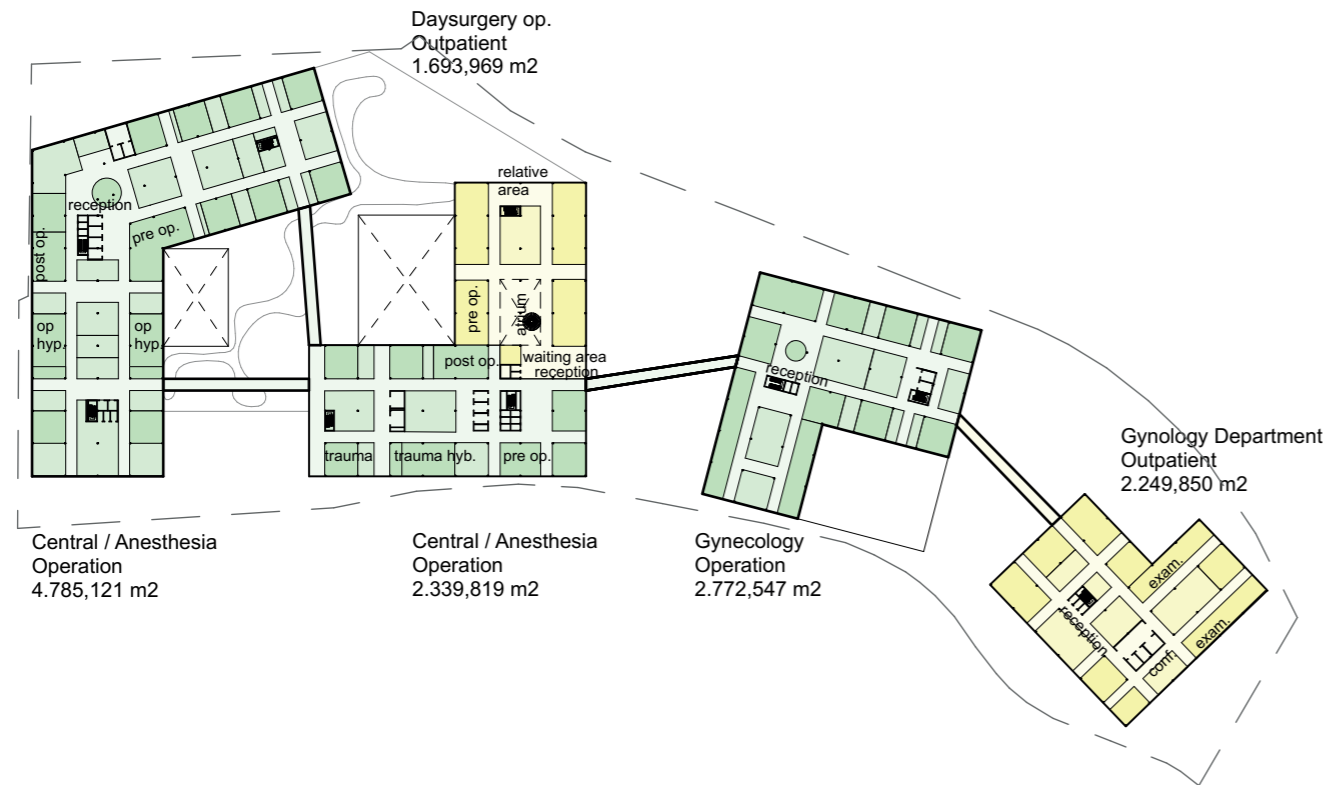 Daysurgery op.
Outpatient
1.693,969 m2
relative
area
reception
pre op.
post op.
op
hyp.
op
hyp.
pre op.
atrium
post op.
waiting area
reception
trauma
trauma hyb.
pre op.
reception
Gynology Department
Outpatient
2.249,850 m2
exam.
exam.
reception
conf.
Central / Anesthesia
Operation
4.785,121 m2
Central / Anesthesia
Operation
2.339,819 m2
Gynecology
Operation
2.772,547 m2